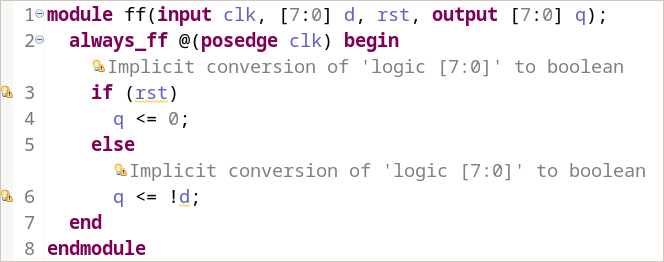 1 module ff(input clk, [7:0] d, rst, output [7:0] q);
2 always_ff @(posedge clk) begin
Implicit conversion of 'logic [7:0]' to boolean
3 if (rst)
4 q <= 0;
5 else
Implicit conversion of 'logic [7:0]' to boolean
6 q <= !d;
7 end
8 endmodule